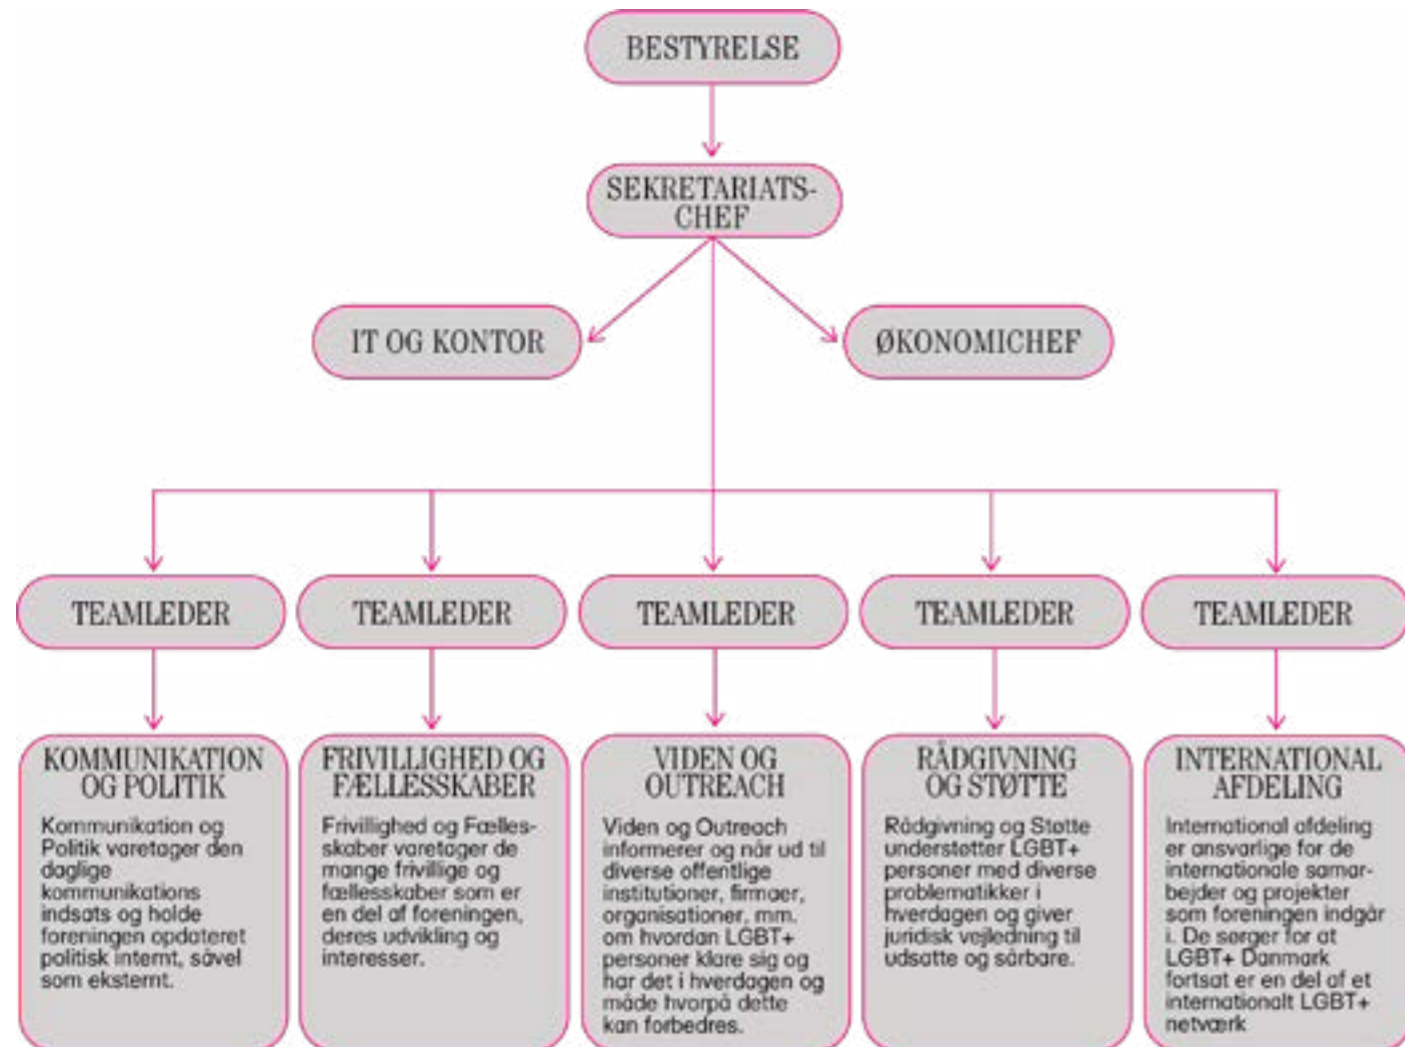 BESTYRELSE
SEKRETARIATS-
CHEF
IT OG KONTOR
ØKONOMICHEF
TEAMLEDER
TEAMLEDER
TEAMLEDER
TEAMLEDER
TEAMLEDER
KOMMUNIKATION
OG POLITIK
Kommunikation og
Politik varetager den
daglige
kommunikations
indsats og holde
foreningen opdateret
politisk internt, såvel
som eksternt.
FRIVILLIGHED OG
FÆLLESSKABER
Frivillighed og Fælles-
skaber varetager de
mange frivillige og
fællesskaber som er
en del af foreningen,
deres udvikling og
interesser.
VIDEN OG
OUTREACH
Viden og Outreach
informerer og når ud til
diverse offentlige
institutioner, firmaer,
organisationer, mm.
om hvordan LGBT+
personer klare sig og
har det i hverdagen og
måde hvorpå dette
kan forbedres.
RÅDGIVNING
OG STØTTE
Rådgivning og Støtte
understøtter LGBT+
personer med diverse
problematikker i
hverdagen og giver
juridisk vejledning til
udsatte og sårbare.
INTERNATIONAL
AFDELING
International afdeling
er ansvarlige for de
internationale samar-
bejder og projekter
som foreningen indgår
i. De sørger for at
LGBT+ Danmark
fortsat er en del af et
internationalt LGBT+
netværk